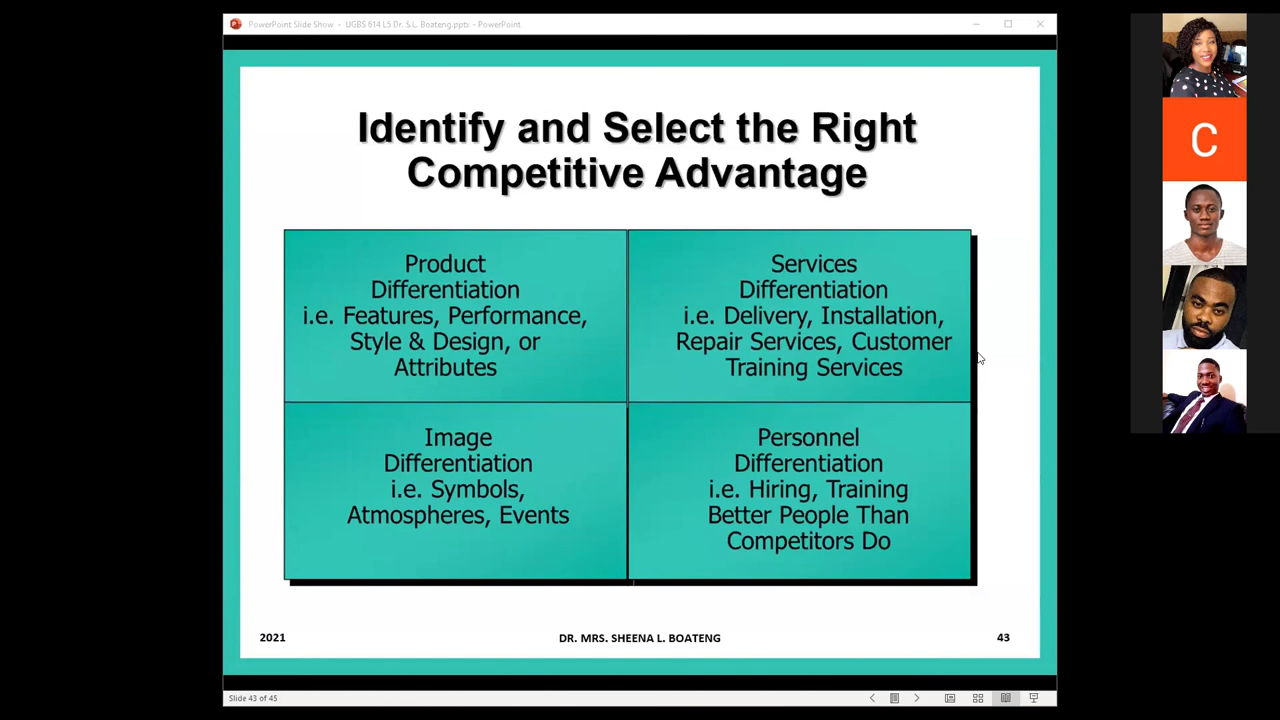 PowerPoint Slide Show - UGBS 614 L5 Dr. S.L. Boateng.pptx - PowerPoint
Identify and Select the Right
Competitive Advantage
Product
Differentiation
i.e. Features, Performance,
Style & Design, or
Attributes
Services
Differentiation
i.e. Delivery, Installation,
Repair Services, Customer
Training Services
Image
Differentiation
i.e. Symbols,
Atmospheres, Events
Personnel
Differentiation
i.e. Hiring, Training
Better People Than
Competitors Do
2021
DR. MRS. SHEENA L. BOATENG
43
Slide 43 of 45
C